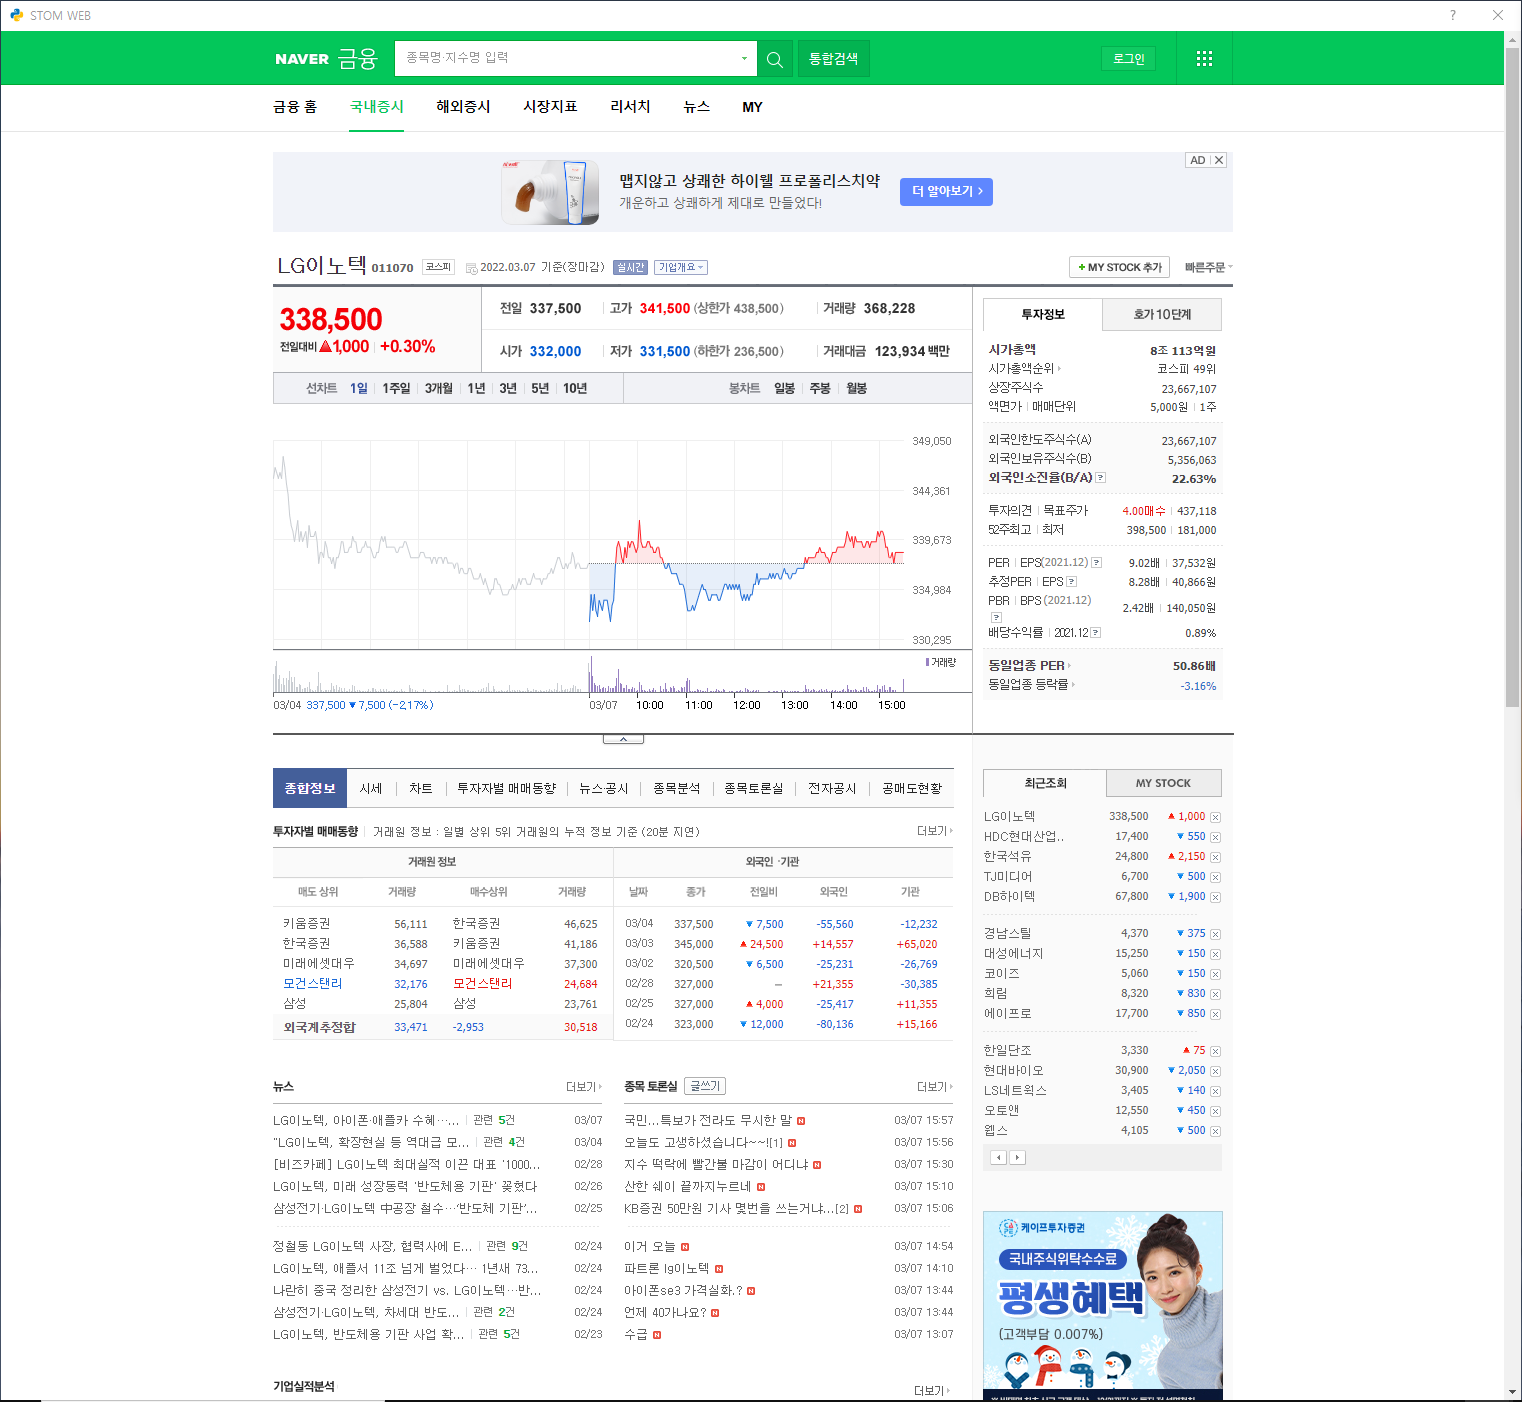 STOM WEB
NAVER 금융 종목명·지수명 입력 통합검색 로그인
금융 홈 국내증시 해외증시 시장지표 리서치 뉴스 MY
맵지않고 상쾌한 하이웰 프로폴리스치약
개운하고 상쾌하게 제대로 만들었다!
더 알아보기
AD
LG이노텍 011070 코스피 2022.03.07 기준(장마감) 실시간 기업개요
+ MY STOCK 추가 빠른주문
338,500
전일대비 ▲1,000 +0.30%
전일 337,500 고가 341,500 (상한가 438,500) 거래량 368,228
시가 332,000 저가 331,500 (하한가 236,500) 거래대금 123,934 백만
선차트 1일 1주일 3개월 1년 3년 5년 10년 봉차트 일봉 주봉 월봉
349,050
344,361
339,673
334,984
330,295
거래량
03/04 337,500 ▼ 7,500 (-2.17%) 03/07 10:00 11:00 12:00 13:00 14:00 15:00
투자정보 호가 10단계
시가총액 8조 113억원
시가총액순위 코스피 49위
상장주식수 23,667,107
액면가 매매단위 5,000원 1주
외국인한도주식수(A) 23,667,107
외국인보유주식수(B) 5,356,063
외국인소진율(B/A) ? 22.63%
투자의견 목표주가 4.00매수 437,118
52주최고 최저 398,500 181,000
PER EPS(2021.12) ? 9.02배 37,532원
추정PER EPS ? 8.28배 40,866원
PBR BPS (2021.12) ? 2.42배 140,050원
배당수익률 2021.12 ? 0.89%
동일업종 PER 50.86배
동일업종 등락률 -3.16%
종합정보 시세 차트 투자자별 매매동향 뉴스·공시 종목분석 종목토론실 전자공시 공매도현황
투자자별 매매동향 거래원 정보 : 일별 상위 5위 거래원의 누적 정보 기준 (20분 지연) 더보기
거래원 정보 외국인·기관
매도 상위 거래량 매수상위 거래량 날짜 종가 전일비 외국인 기관
키움증권 56,111 한국증권 46,625 03/04 337,500 ▼ 7,500 -55,560 -12,232
한국증권 36,588 키움증권 41,186 03/03 345,000 ▲ 24,500 +14,557 +65,020
미래에셋대우 34,697 미래에셋대우 37,300 03/02 320,500 ▼ 6,500 -25,231 -26,769
모건스탠리 32,176 모건스탠리 24,684 02/28 327,000 – +21,355 -30,385
삼성 25,804 삼성 23,761 02/25 327,000 ▲ 4,000 -25,417 +11,355
외국계추정합 33,471 -2,953 30,518 02/24 323,000 ▼ 12,000 -80,136 +15,166
뉴스 더보기
LG이노텍, 아이폰·애플카 수혜…... 관련 5건 03/07
"LG이노텍, 확장현실 등 역대급 모... 관련 4건 03/04
[비즈카페] LG이노텍 최대실적 이끈 대표 '1000... 02/28
LG이노텍, 미래 성장동력 '반도체용 기판' 꽂혔다 02/26
삼성전기·LG이노텍 中공장 철수…'반도체 기판'... 02/25
정철동 LG이노텍 사장, 협력사에 E... 관련 9건 02/24
LG이노텍, 애플서 11조 넘게 벌었다… 1년새 73... 02/24
나란히 중국 정리한 삼성전기 vs. LG이노텍…반... 02/24
삼성전기·LG이노텍, 차세대 반도... 관련 2건 02/24
LG이노텍, 반도체용 기판 사업 확... 관련 5건 02/23
종목 토론실 글쓰기 더보기
국민...특보가 전라도 무시한 말 N 03/07 15:57
오늘도 고생하셨습니다~~![1] N 03/07 15:56
지수 떡락에 빨간불 마감이 어디냐 N 03/07 15:30
산한 쉐이 끝까지누르네 N 03/07 15:10
KB증권 50만원 기사 몇번을 쓰는거냐...[2] N 03/07 15:06
이거 오늘 N 03/07 14:54
파트론 lg이노텍 N 03/07 14:10
아이폰se3 가격실화.? N 03/07 13:44
언제 40가나요? N 03/07 13:44
수급 N 03/07 13:07
기업실적분석 더보기
최근조회 MY STOCK
LG이노텍 338,500 ▲ 1,000
HDC현대산업.. 17,400 ▼ 550
한국석유 24,800 ▲ 2,150
TJ미디어 6,700 ▼ 500
DB하이텍 67,800 ▼ 1,900
경남스틸 4,370 ▼ 375
대성에너지 15,250 ▼ 150
코이즈 5,060 ▼ 150
희림 8,320 ▼ 830
에이프로 17,700 ▼ 850
한일단조 3,330 ▲ 75
현대바이오 30,900 ▼ 2,050
LS네트웍스 3,405 ▼ 140
오토앤 12,550 ▼ 450
웹스 4,105 ▼ 500
케이프투자증권
국내주식위탁수수료
평생혜택
(고객부담 0.007%)